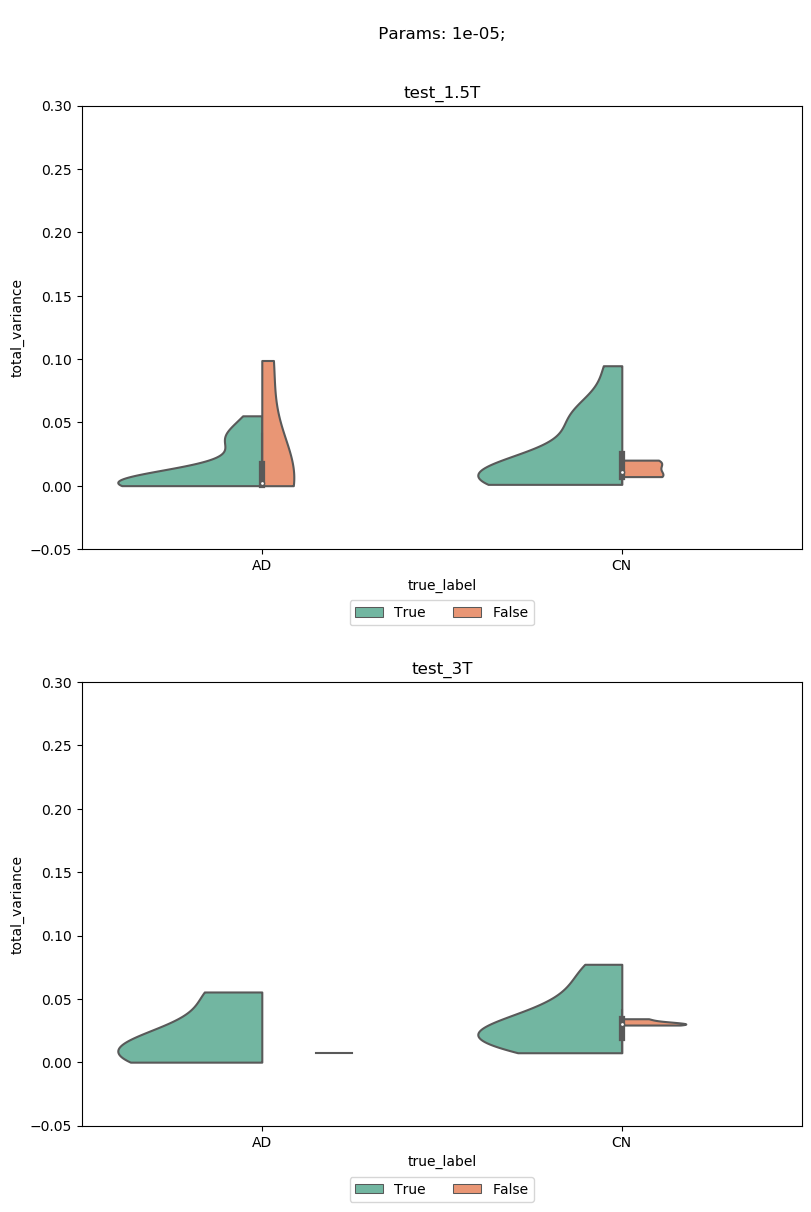 Params: 1e-05;
test_1.5T
0.30
0.25
0.20
0.15
0.10
0.05
0.00
−0.05
total_variance
AD
CN
true_label
True
False
test_3T
0.30
0.25
0.20
0.15
0.10
0.05
0.00
−0.05
total_variance
AD
CN
true_label
True
False